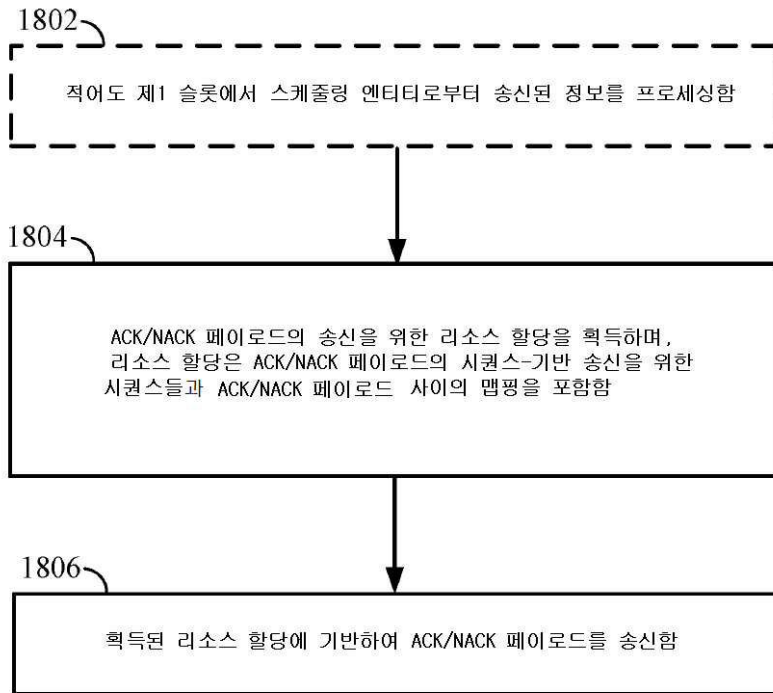 1802
적어도 제1 슬롯에서 스케줄링 엔티티로부터 송신된 정보를 프로세싱함
1804
ACK/NACK 페이로드의 송신을 위한 리소스 할당을 획득하며,
리소스 할당은 ACK/NACK 페이로드의 시퀀스-기반 송신을 위한
시퀀스들과 ACK/NACK 페이로드 사이의 맵핑을 포함함
1806
획득된 리소스 할당에 기반하여 ACK/NACK 페이로드를 송신함